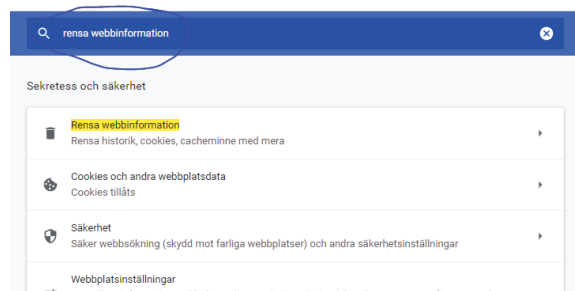 rensa webbinformation
Sekretess och säkerhet
Rensa webbinformation
Rensa historik, cookies, cacheminne med mera
Cookies och andra webbplatsdata
Cookies tillåts
Säkerhet
Säker webbsökning (skydd mot farliga webbplatser) och andra säkerhetsinställningar
Webbplatsinställningar